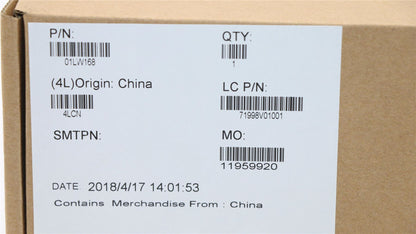 P/N:
01LW168
QTY:
1
(4L)Origin: China
4LCN
LC P/N:
71998V01001
SMTPN:
MO:
11959920
DATE 2018/4/17 14:01:53
Contains Merchandise From : China